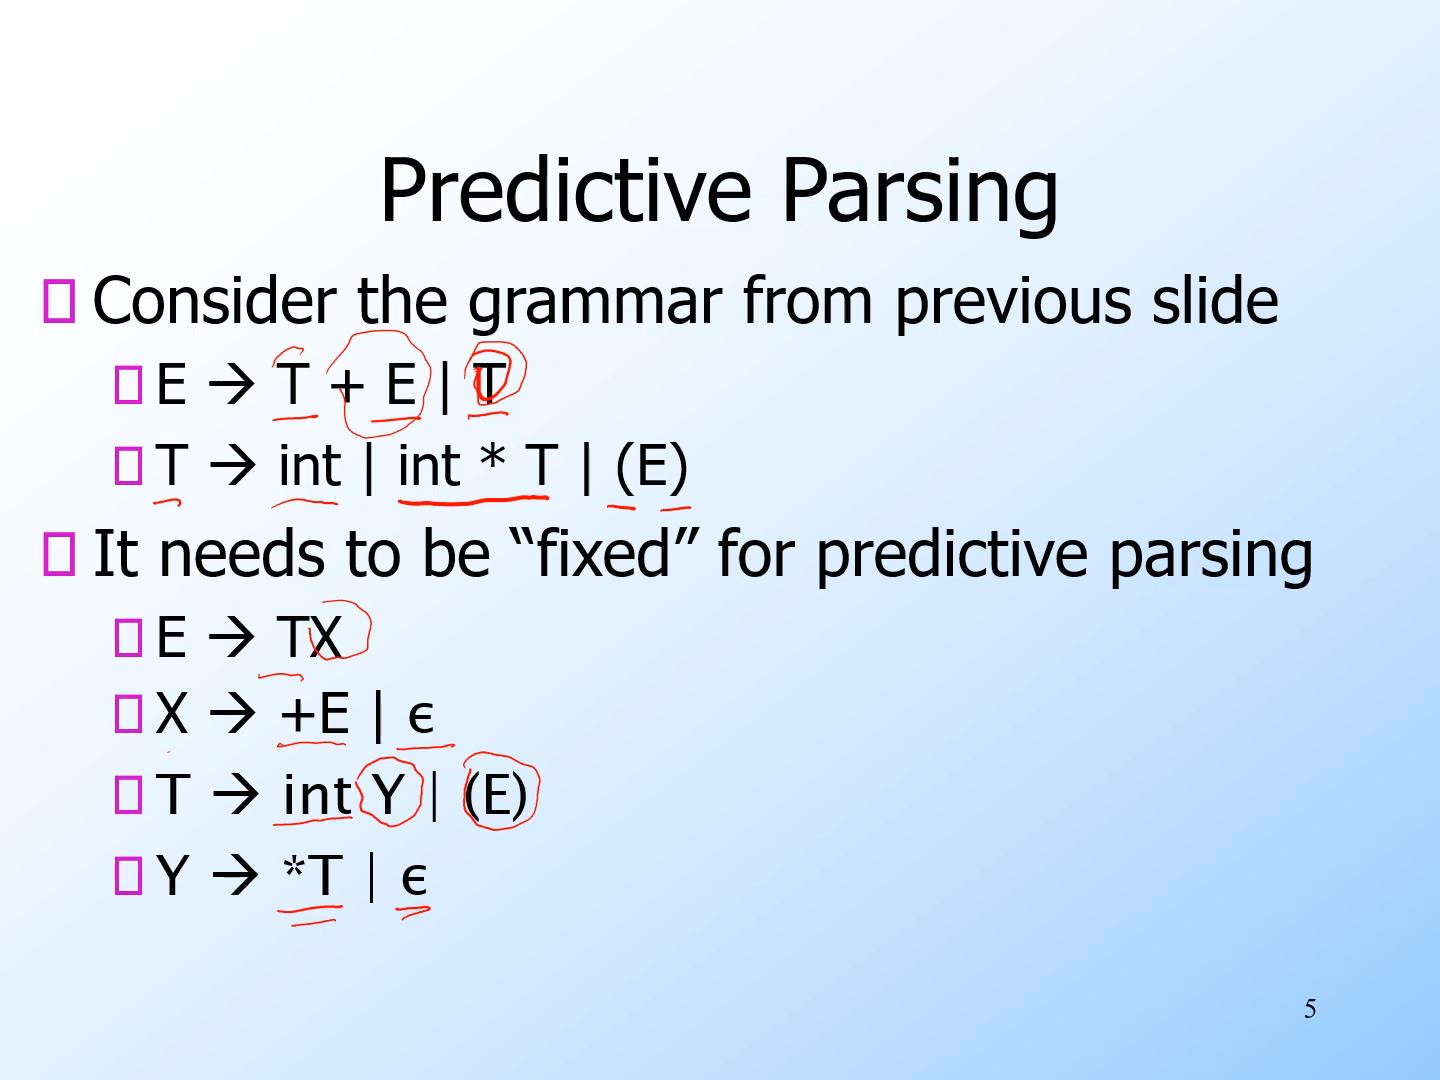 Predictive Parsing
Consider the grammar from previous slide
E → T + E | T
T → int | int * T | (E)
It needs to be “fixed” for predictive parsing
E → TX
X → +E | ϵ
T → int Y | (E)
Y → *T | ϵ
5